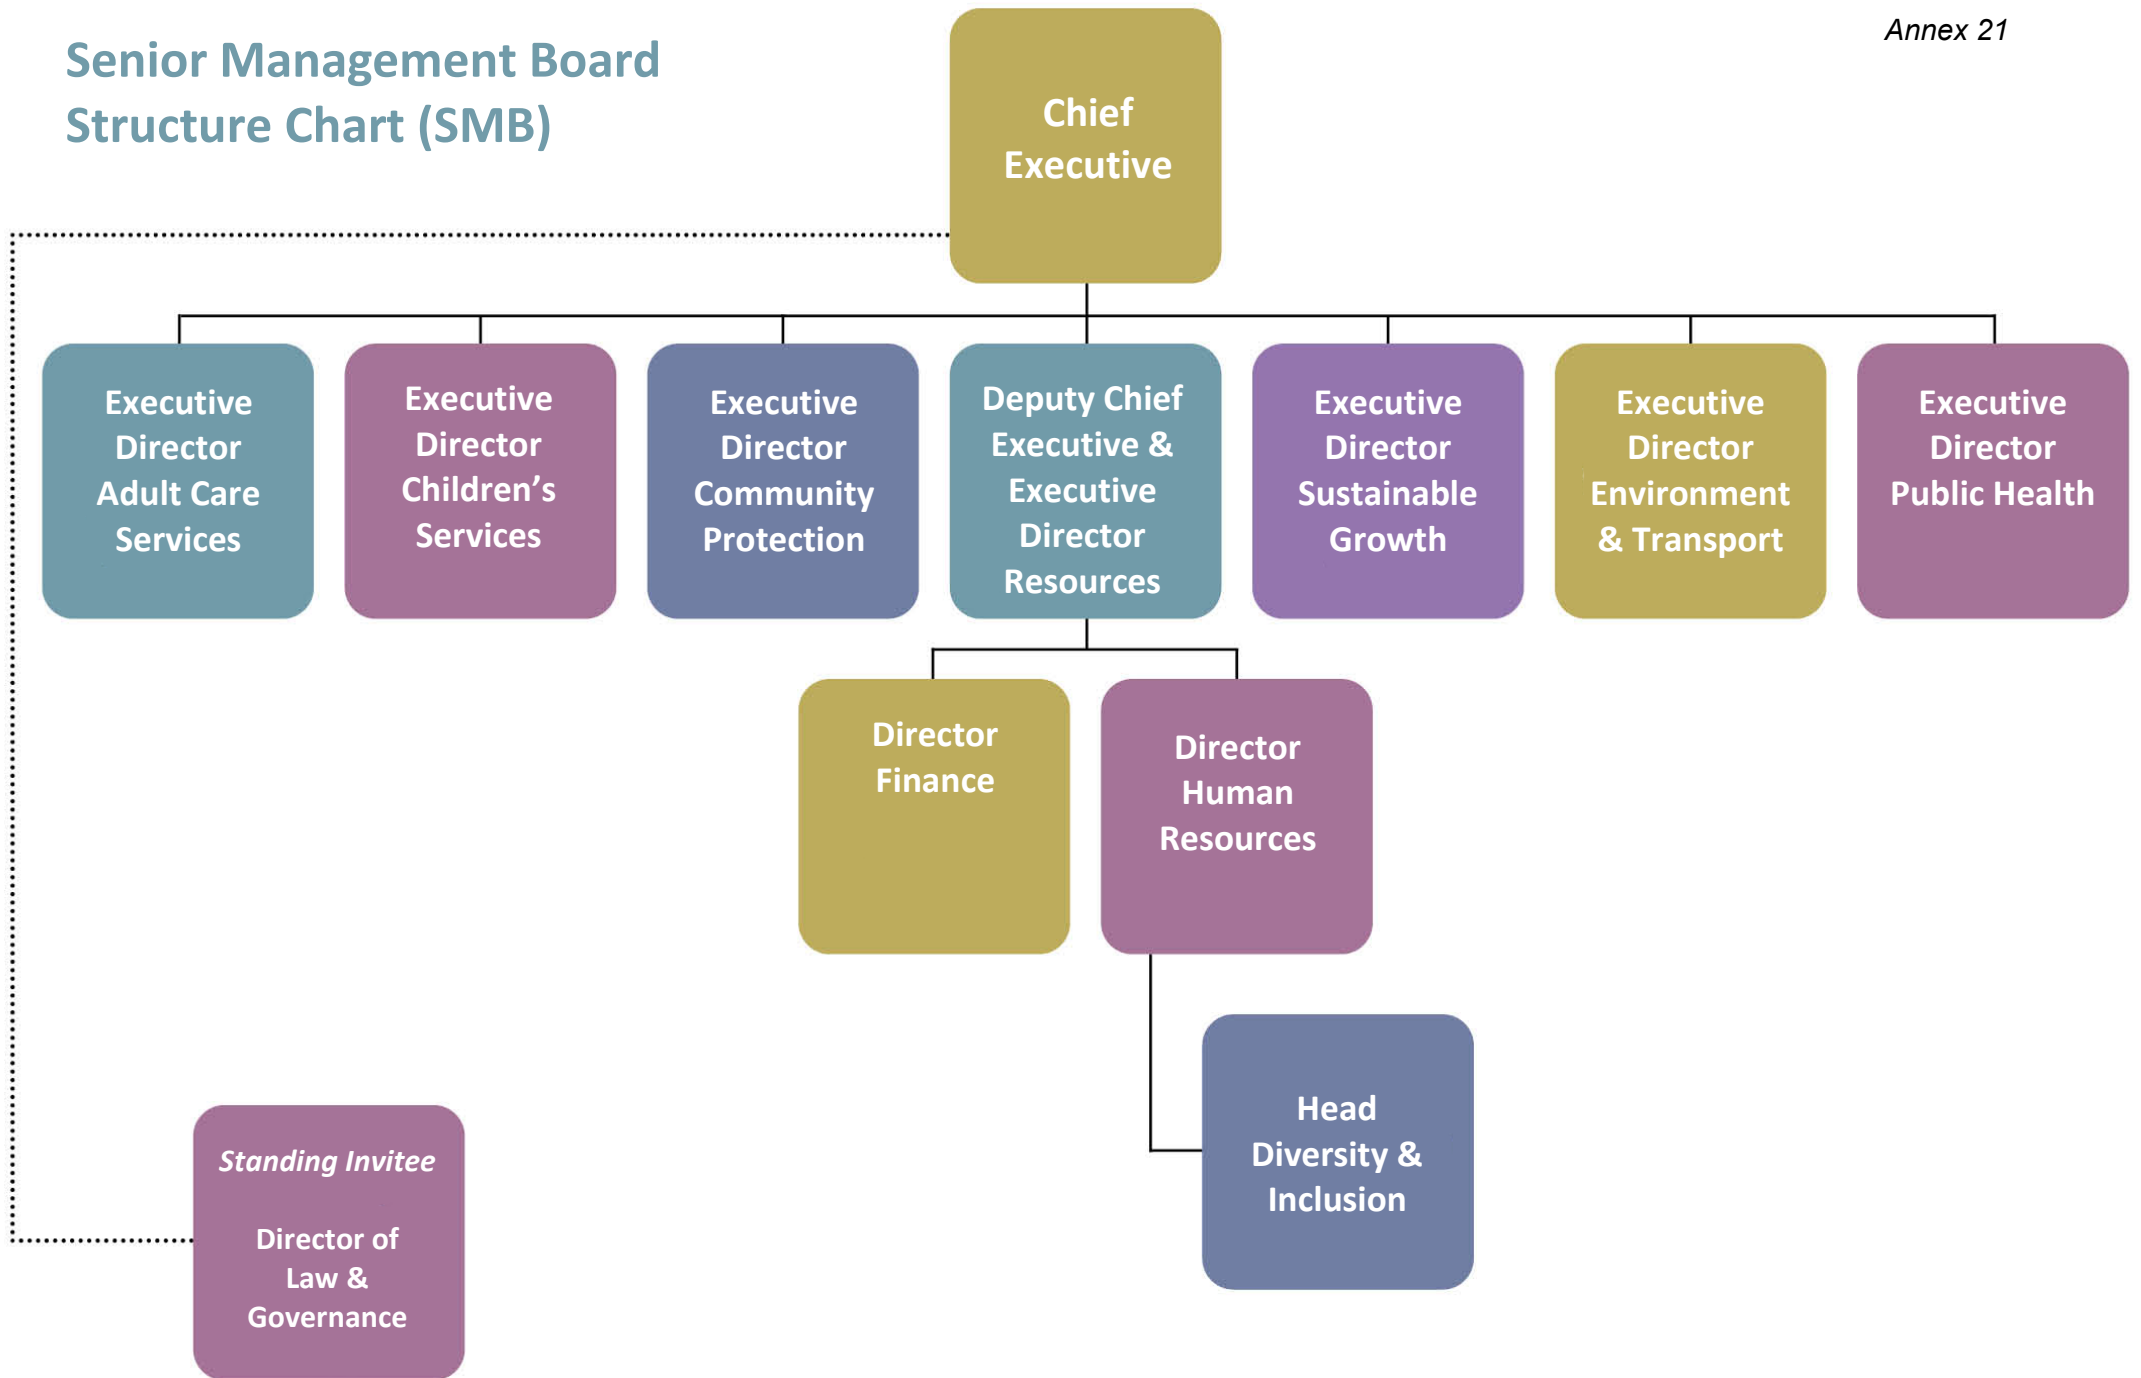 Annex 21
Senior Management Board
Structure Chart (SMB)
Chief
Executive
Executive
Director
Adult Care
Services
Executive
Director
Children’s
Services
Executive
Director
Community
Protection
Deputy Chief
Executive &
Executive
Director
Resources
Executive
Director
Sustainable
Growth
Executive
Director
Environment
& Transport
Executive
Director
Public Health
Director
Finance
Director
Human
Resources
Head
Diversity &
Inclusion
Standing Invitee
Director of
Law &
Governance